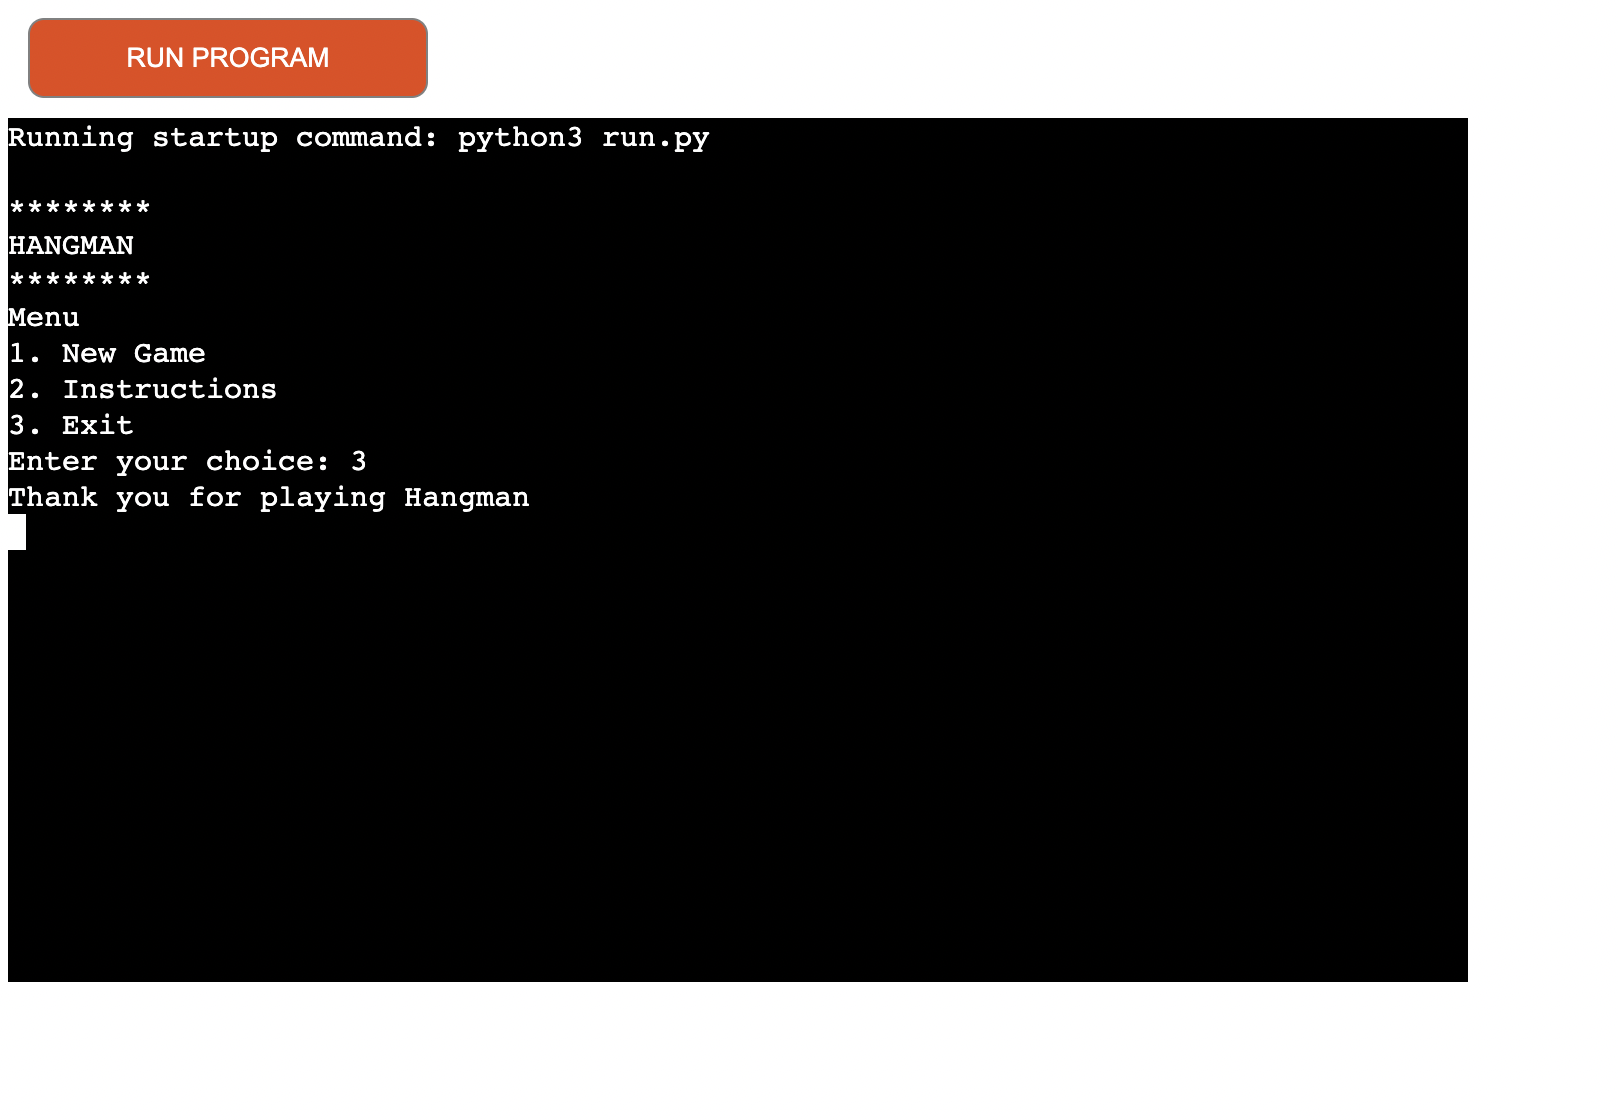 RUN PROGRAM
Running startup command: python3 run.py
********
HANGMAN
********
Menu
1. New Game
2. Instructions
3. Exit
Enter your choice: 3
Thank you for playing Hangman